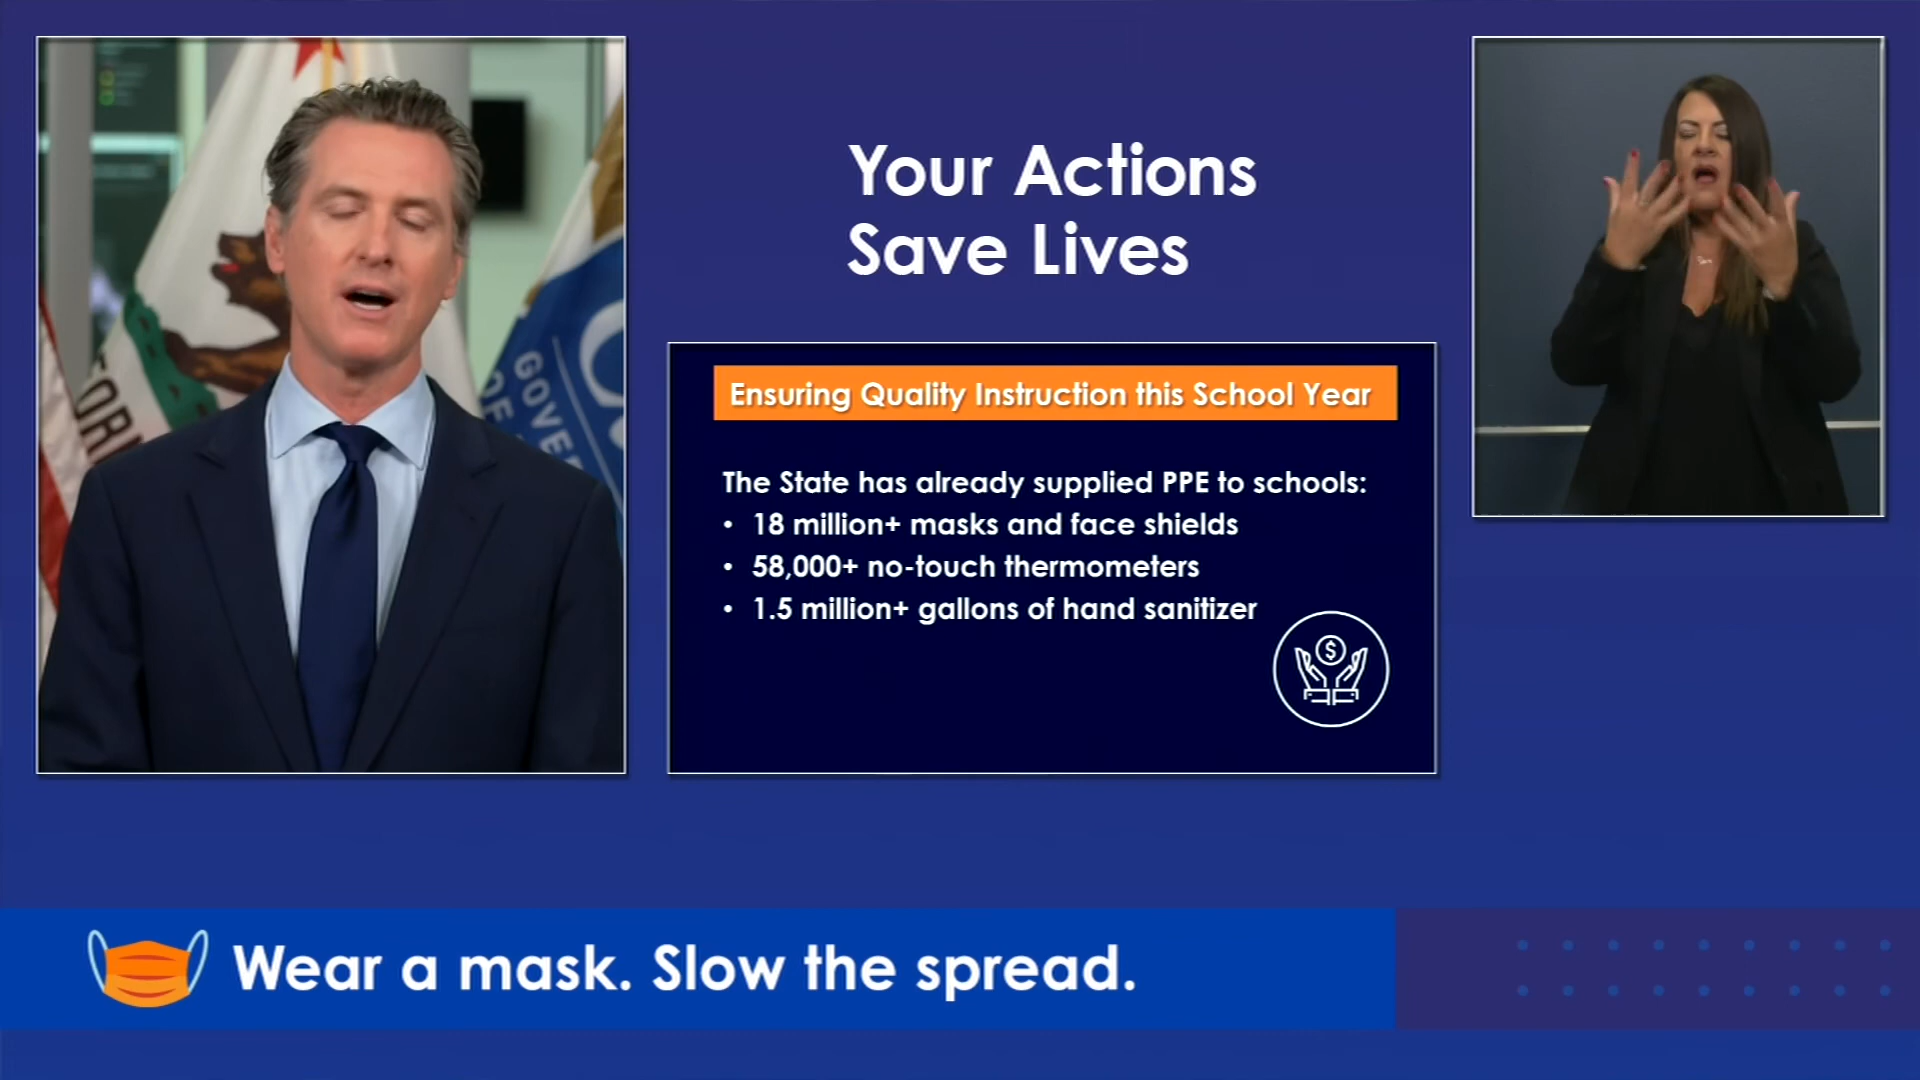 Your Actions
Save Lives
Ensuring Quality Instruction this School Year
The State has already supplied PPE to schools:
• 18 million+ masks and face shields
• 58,000+ no-touch thermometers
• 1.5 million+ gallons of hand sanitizer
$
GOVER
OF
Wear a mask. Slow the spread.